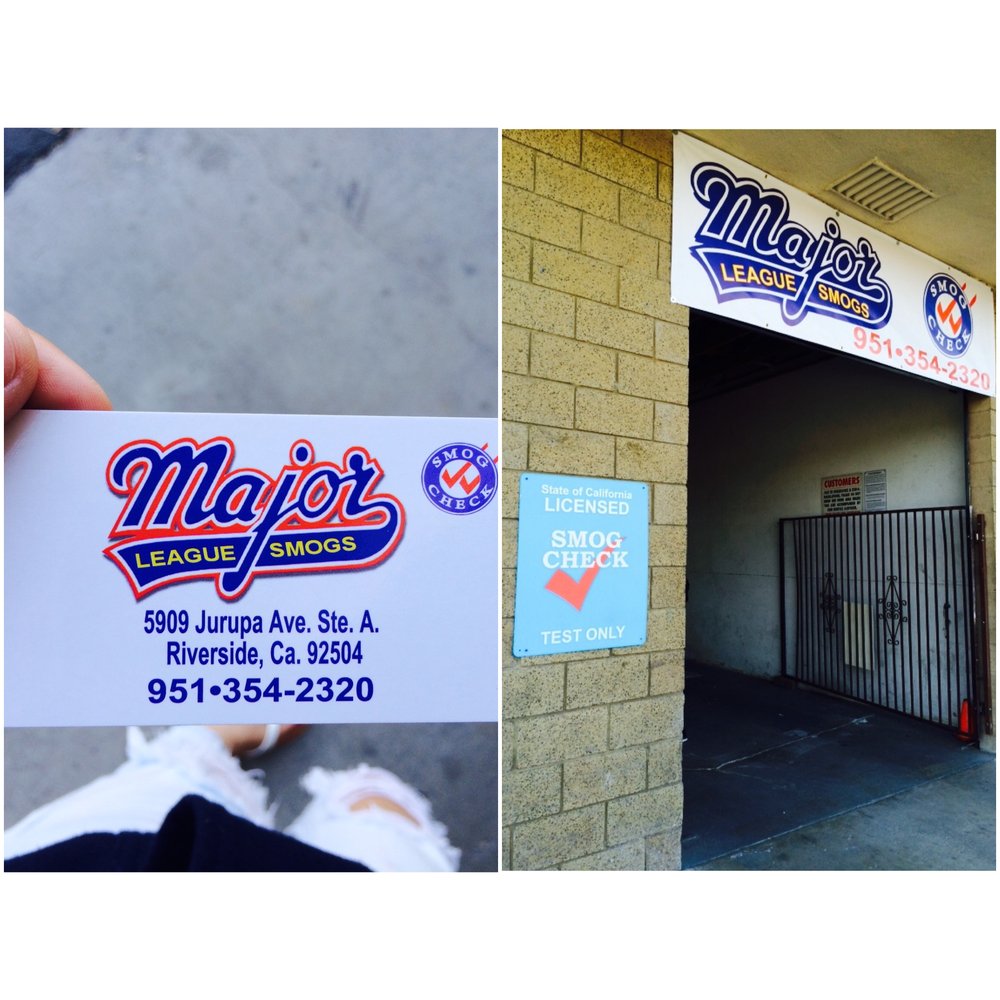 Major
LEAGUE SMOGS
SMOG
CHECK
5909 Jurupa Ave. Ste. A.
Riverside, Ca. 92504
951•354-2320
Major
LEAGUE SMOGS
SMOG
CHECK
951•354-2320
State of California
LICENSED
SMOG
CHECK
TEST ONLY
CUSTOMERS